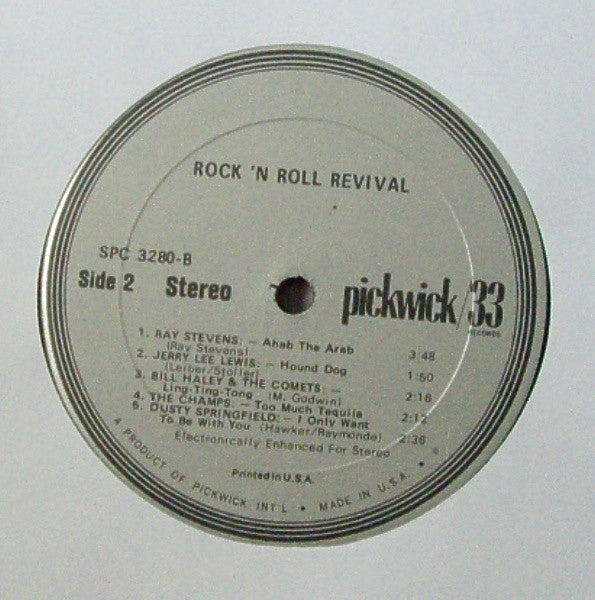 ROCK 'N ROLL REVIVAL
SPC 3280-B
Side 2 Stereo
pickwick/33
RECORDS
1. RAY STEVENS: – Ahab The Arab 3:48
(Ray Stevens)
2. JERRY LEE LEWIS: – Hound Dog 1:50
(Leiber/Stoller)
3. BILL HALEY & THE COMETS: –
Ling-Ting-Tong (M. Godwin) 2:16
4. THE CHAMPS: – Too Much Tequila 2:12
5. DUSTY SPRINGFIELD: – I Only Want
To Be With You (Hawker/Raymonde) 2:36
Electronically Enhanced For Stereo
Printed in U.S.A.
A PRODUCT OF PICKWICK INT'L • MADE IN U.S.A. •